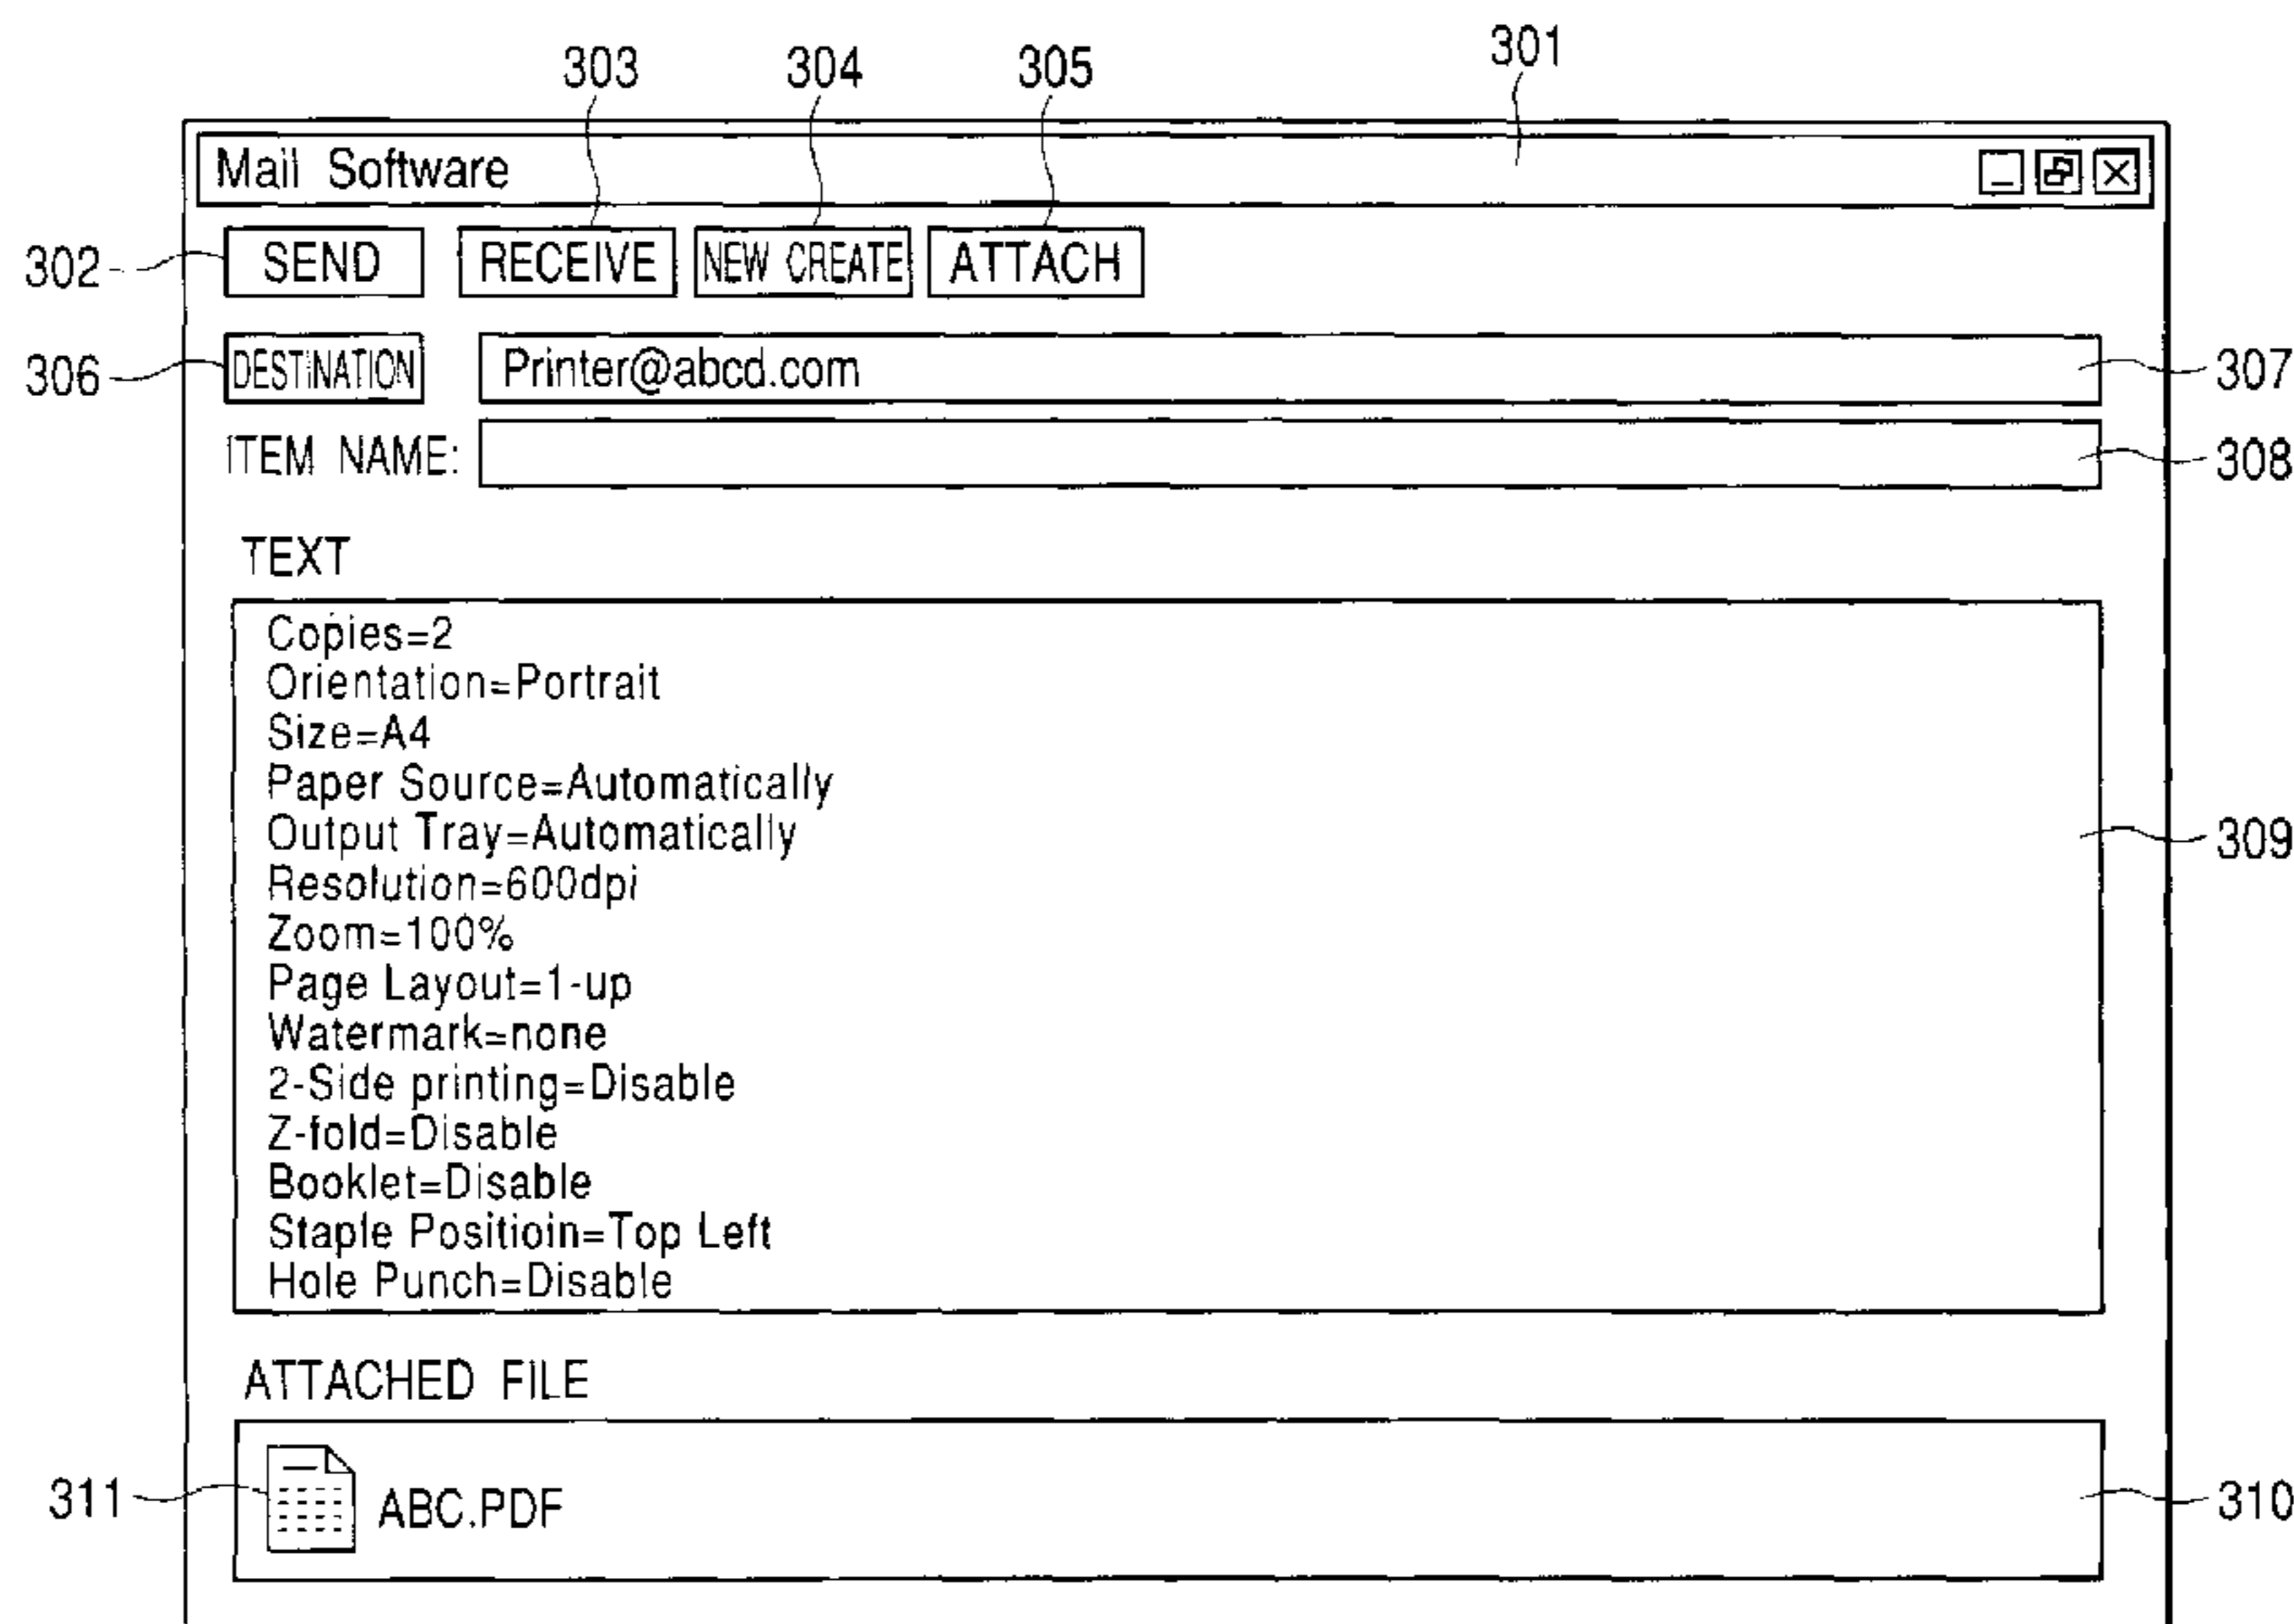 303 304 305 301
Mail Software
302 SEND RECEIVE NEW CREATE ATTACH
306 DESTINATION Printer@abcd.com 307
ITEM NAME: 308
TEXT
Copies=2
Orientation=Portrait
Size=A4
Paper Source=Automatically
Output Tray=Automatically 309
Resolution=600dpi
Zoom=100%
Page Layout=1-up
Watermark=none
2-Side printing=Disable
Z-fold=Disable
Booklet=Disable
Staple Positioin=Top Left
Hole Punch=Disable
ATTACHED FILE
311 ABC.PDF 310